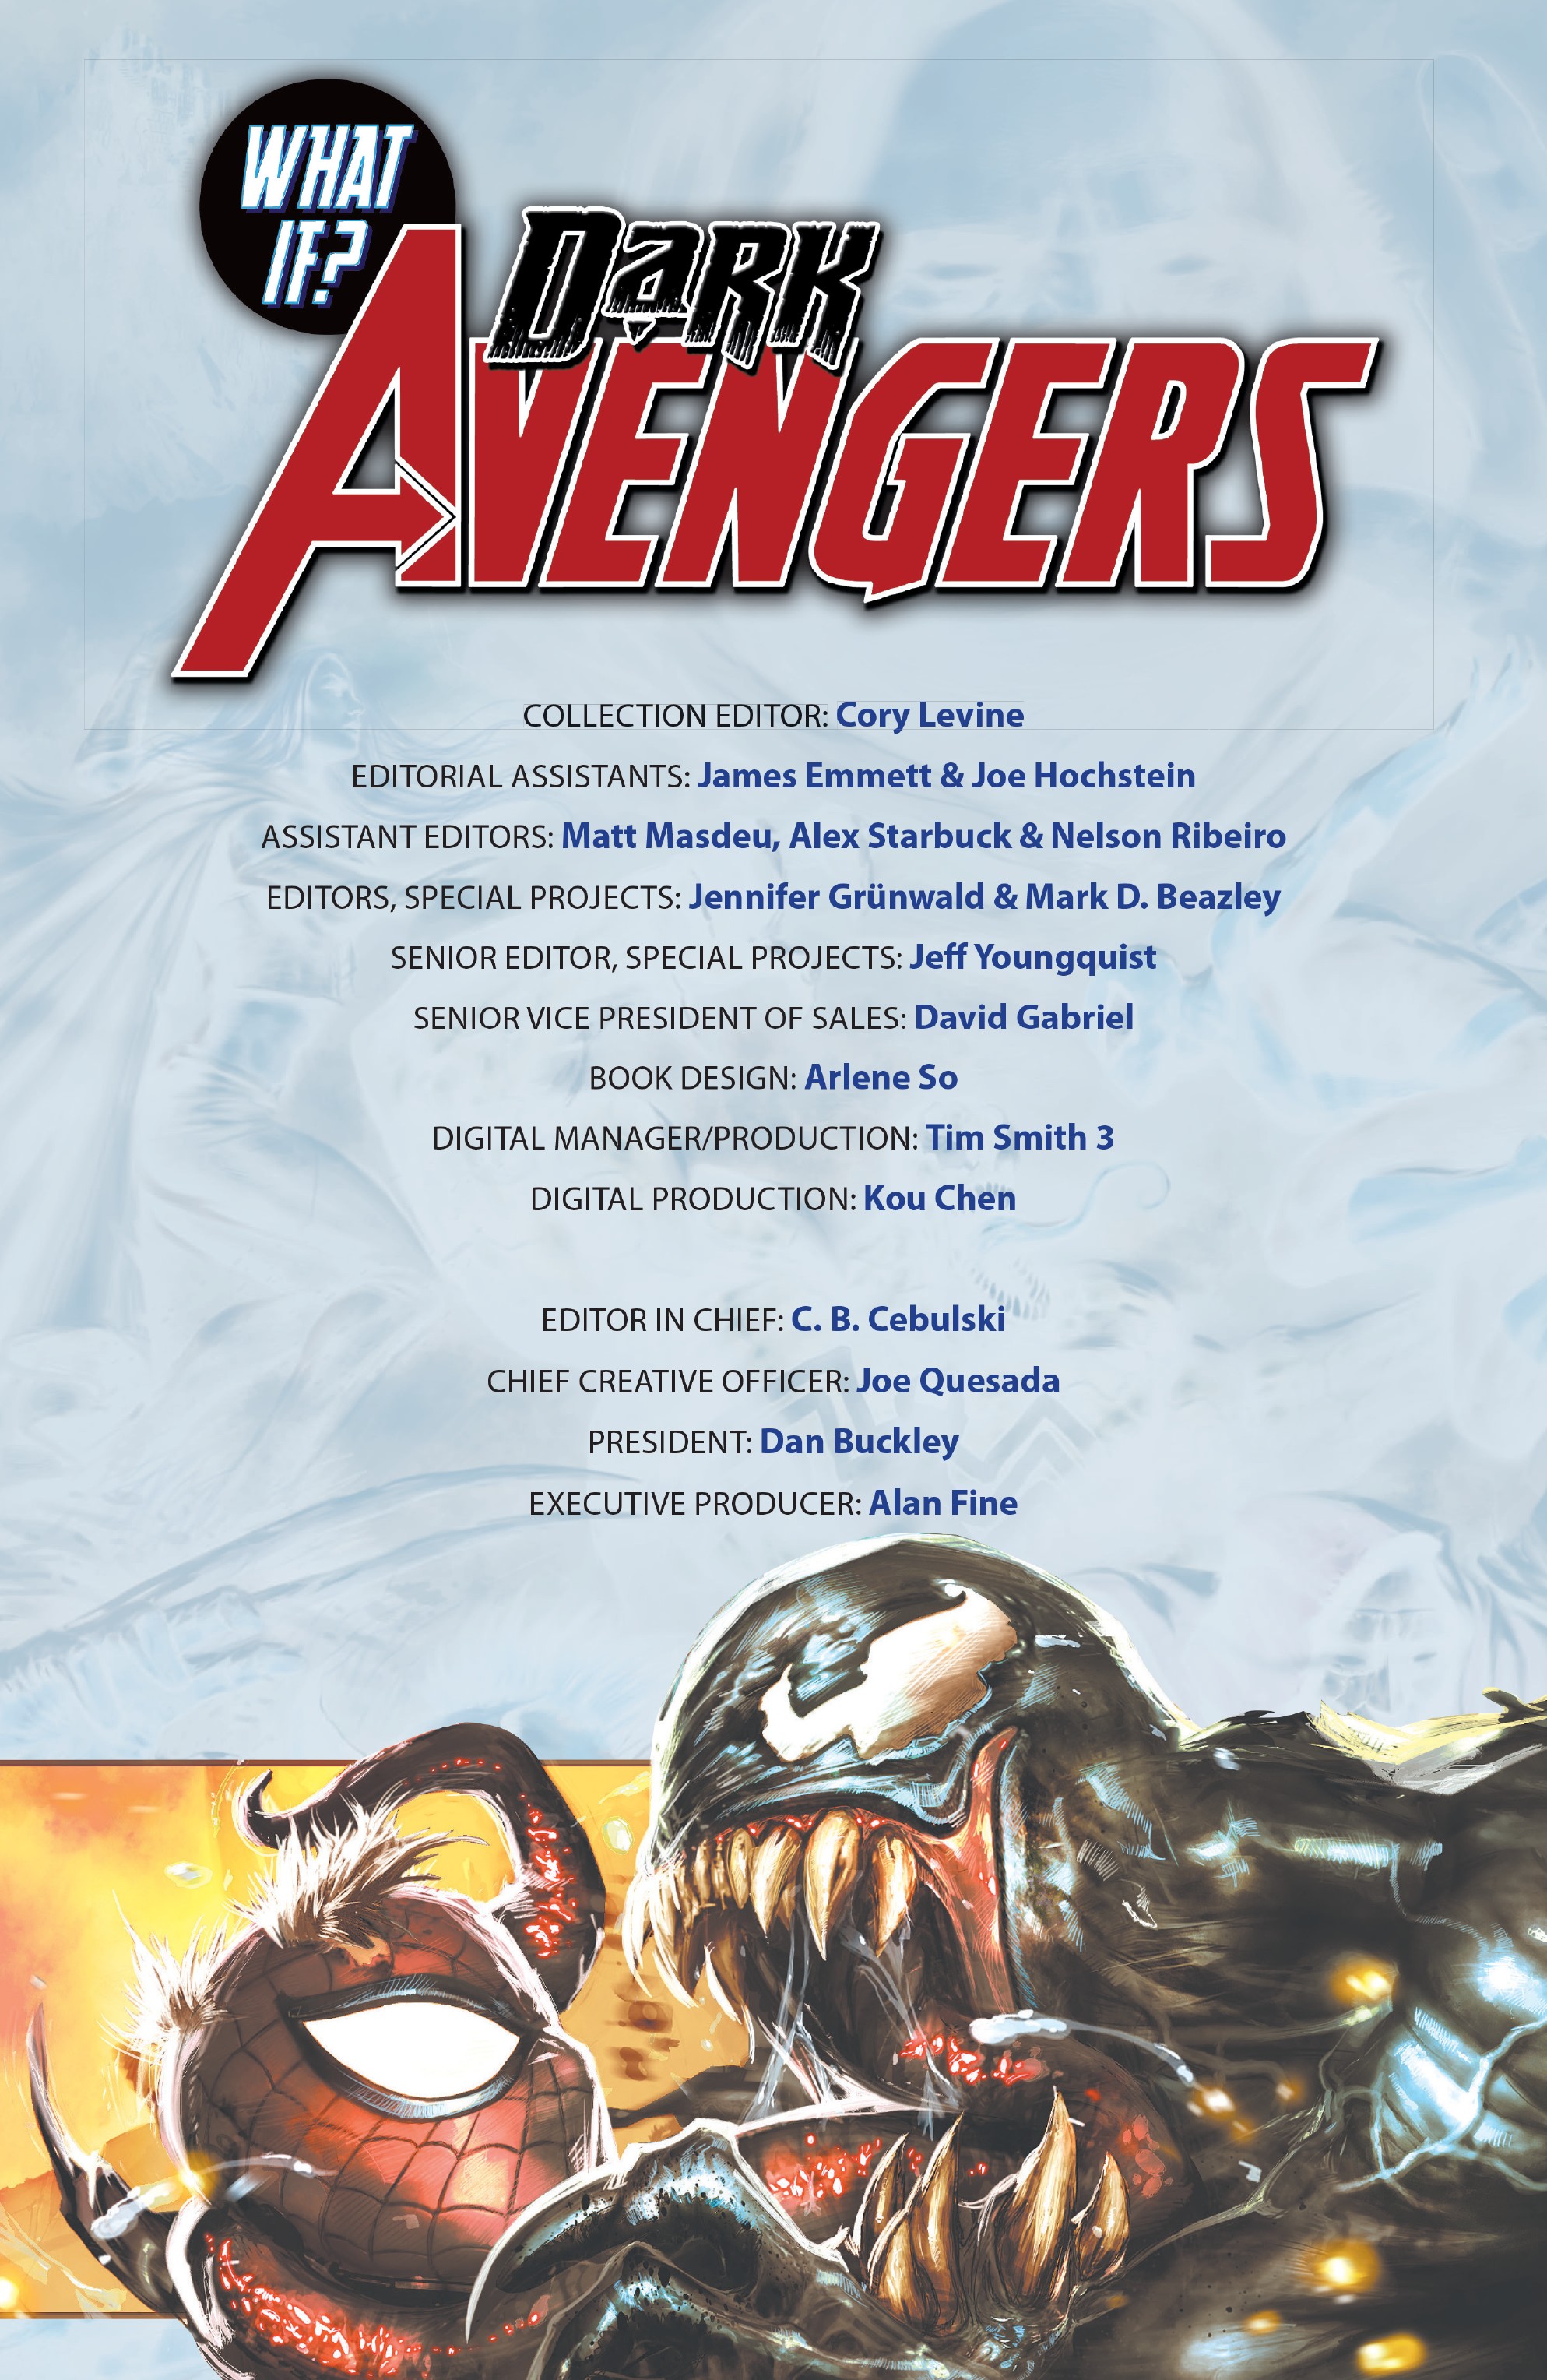 WHAT
IF?
DaRK
AVENGERS
COLLECTION EDITOR: Cory Levine
EDITORIAL ASSISTANTS: James Emmett & Joe Hochstein
ASSISTANT EDITORS: Matt Masdeu, Alex Starbuck & Nelson Ribeiro
EDITORS, SPECIAL PROJECTS: Jennifer Grünwald & Mark D. Beazley
SENIOR EDITOR, SPECIAL PROJECTS: Jeff Youngquist
SENIOR VICE PRESIDENT OF SALES: David Gabriel
BOOK DESIGN: Arlene So
DIGITAL MANAGER/PRODUCTION: Tim Smith 3
DIGITAL PRODUCTION: Kou Chen
EDITOR IN CHIEF: C. B. Cebulski
CHIEF CREATIVE OFFICER: Joe Quesada
PRESIDENT: Dan Buckley
EXECUTIVE PRODUCER: Alan Fine